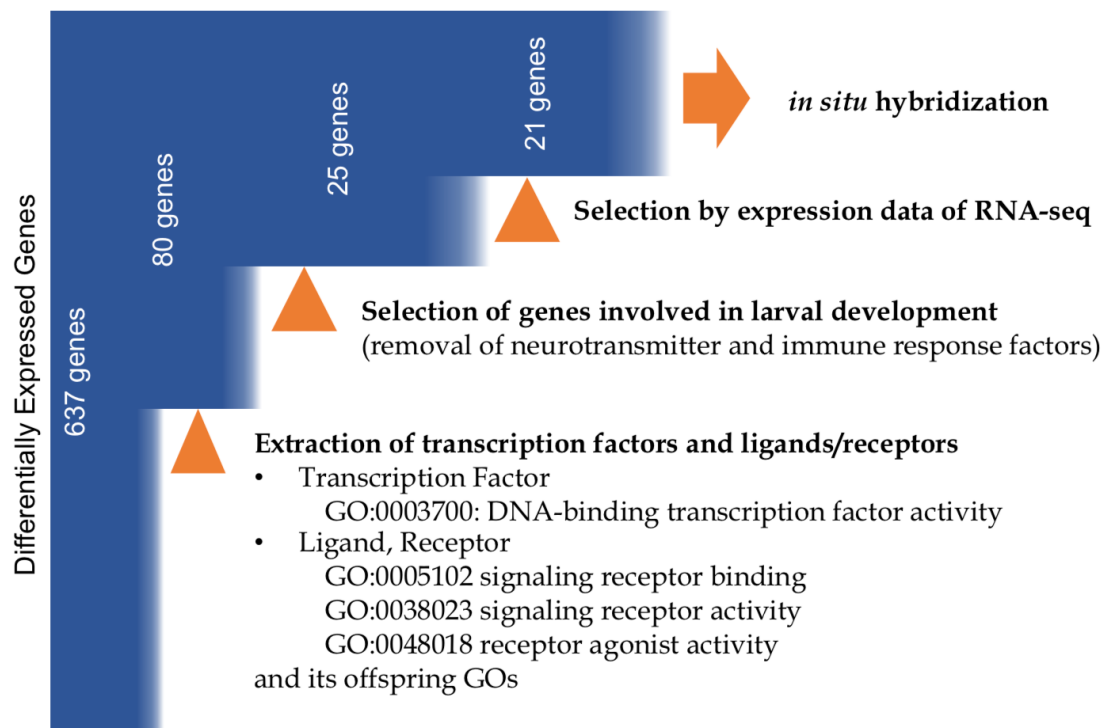 Differentially Expressed Genes
637 genes
80 genes
25 genes
21 genes
in situ hybridization
Selection by expression data of RNA-seq
Selection of genes involved in larval development
(removal of neurotransmitter and immune response factors)
Extraction of transcription factors and ligands/receptors
• Transcription Factor
GO:0003700: DNA-binding transcription factor activity
• Ligand, Receptor
GO:0005102 signaling receptor binding
GO:0038023 signaling receptor activity
GO:0048018 receptor agonist activity
and its offspring GOs